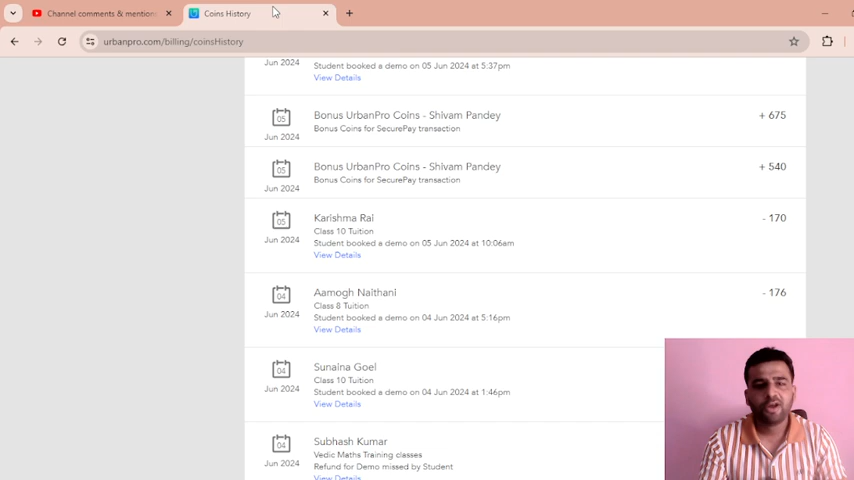 Channel comments & mention
Coins History
urbanpro.com/billing/coinsHistory
Jun 2024
Student booked a demo on 05 Jun 2024 at 5:37pm
View Details
05
Jun 2024
Bonus UrbanPro Coins - Shivam Pandey
Bonus Coins for SecurePay transaction
+ 675
05
Jun 2024
Bonus UrbanPro Coins - Shivam Pandey
Bonus Coins for SecurePay transaction
+ 540
05
Jun 2024
Karishma Rai
Class 10 Tuition
Student booked a demo on 05 Jun 2024 at 10:06am
View Details
- 170
04
Jun 2024
Aamogh Naithani
Class 8 Tuition
Student booked a demo on 04 Jun 2024 at 5:16pm
View Details
- 176
04
Jun 2024
Sunaina Goel
Class 10 Tuition
Student booked a demo on 04 Jun 2024 at 1:46pm
View Details
04
Jun 2024
Subhash Kumar
Vedic Maths Training classes
Refund for Demo missed by Student
View Details